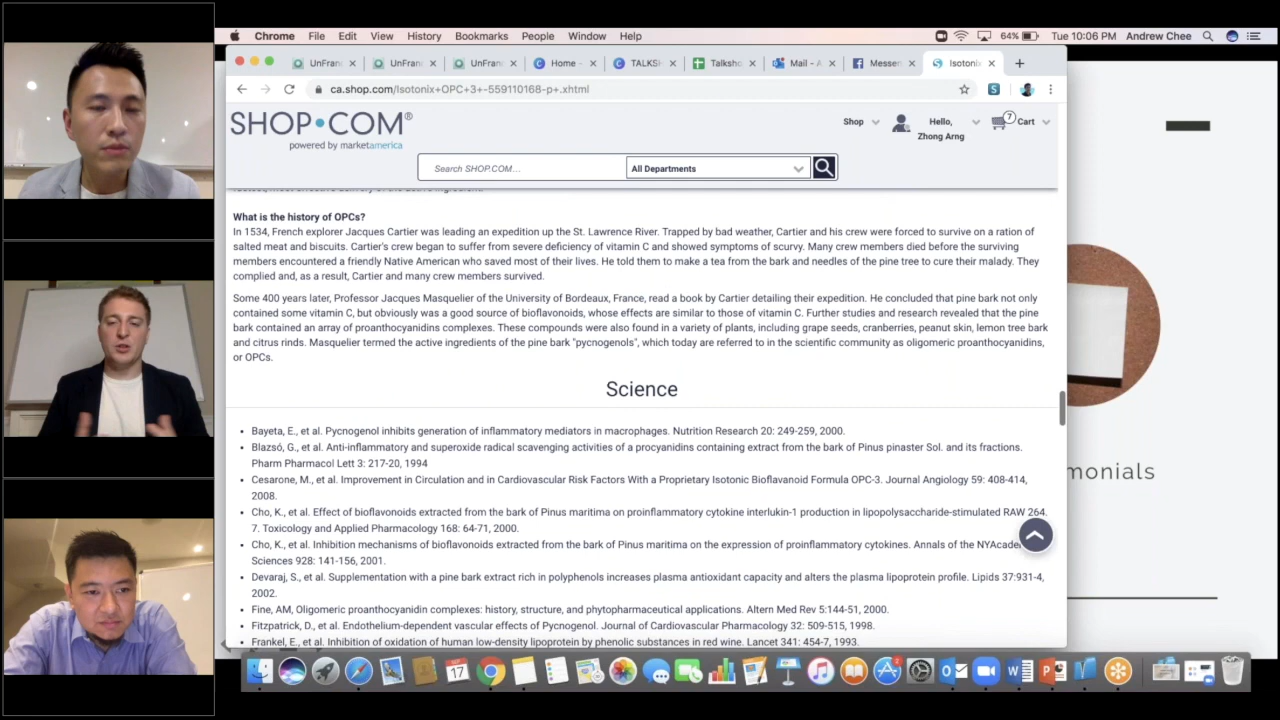 Chrome File Edit View History Bookmarks People Window Help 64% Tue 10:06 PM Andrew Chee
UnFran UnFran UnFran Home - TALKSH Talksho Mail - A Messen Isotonix
ca.shop.com/Isotonix+OPC+3+-559110168-p+.xhtml
SHOP•COM®
powered by marketamerica
Shop Hello, Zhong Arng 7 Cart
Search SHOP.COM... All Departments
What is the history of OPCs?
In 1534, French explorer Jacques Cartier was leading an expedition up the St. Lawrence River. Trapped by bad weather, Cartier and his crew were forced to survive on a ration of
salted meat and biscuits. Cartier's crew began to suffer from severe deficiency of vitamin C and showed symptoms of scurvy. Many crew members died before the surviving
members encountered a friendly Native American who saved most of their lives. He told them to make a tea from the bark and needles of the pine tree to cure their malady. They
complied and, as a result, Cartier and many crew members survived.
Some 400 years later, Professor Jacques Masquelier of the University of Bordeaux, France, read a book by Cartier detailing their expedition. He concluded that pine bark not only
contained some vitamin C, but obviously was a good source of bioflavonoids, whose effects are similar to those of vitamin C. Further studies and research revealed that the pine
bark contained an array of proanthocyanidins complexes. These compounds were also found in a variety of plants, including grape seeds, cranberries, peanut skin, lemon tree bark
and citrus rinds. Masquelier termed the active ingredients of the pine bark "pycnogenols", which today are referred to in the scientific community as oligomeric proanthocyanidins,
or OPCs.
Science
• Bayeta, E., et al. Pycnogenol inhibits generation of inflammatory mediators in macrophages. Nutrition Research 20: 249-259, 2000.
• Blazsó, G., et al. Anti-inflammatory and superoxide radical scavenging activities of a procyanidins containing extract from the bark of Pinus pinaster Sol. and its fractions.
Pharm Pharmacol Lett 3: 217-20, 1994
• Cesarone, M., et al. Improvement in Circulation and in Cardiovascular Risk Factors With a Proprietary Isotonic Bioflavanoid Formula OPC-3. Journal Angiology 59: 408-414,
2008.
• Cho, K., et al. Effect of bioflavonoids extracted from the bark of Pinus maritima on proinflammatory cytokine interlukin-1 production in lipopolysaccharide-stimulated RAW 264.
7. Toxicology and Applied Pharmacology 168: 64-71, 2000.
• Cho, K., et al. Inhibition mechanisms of bioflavonoids extracted from the bark of Pinus maritima on the expression of proinflammatory cytokines. Annals of the NYAcade
Sciences 928: 141-156, 2001.
• Devaraj, S., et al. Supplementation with a pine bark extract rich in polyphenols increases plasma antioxidant capacity and alters the plasma lipoprotein profile. Lipids 37:931-4,
2002.
• Fine, AM, Oligomeric proanthocyanidin complexes: history, structure, and phytopharmaceutical applications. Altern Med Rev 5:144-51, 2000.
• Fitzpatrick, D., et al. Endothelium-dependent vascular effects of Pycnogenol. Journal of Cardiovascular Pharmacology 32: 509-515, 1998.
• Frankel, E., et al. Inhibition of oxidation of human low-density lipoprotein by phenolic substances in red wine. Lancet 341: 454-7, 1993.
monials
17